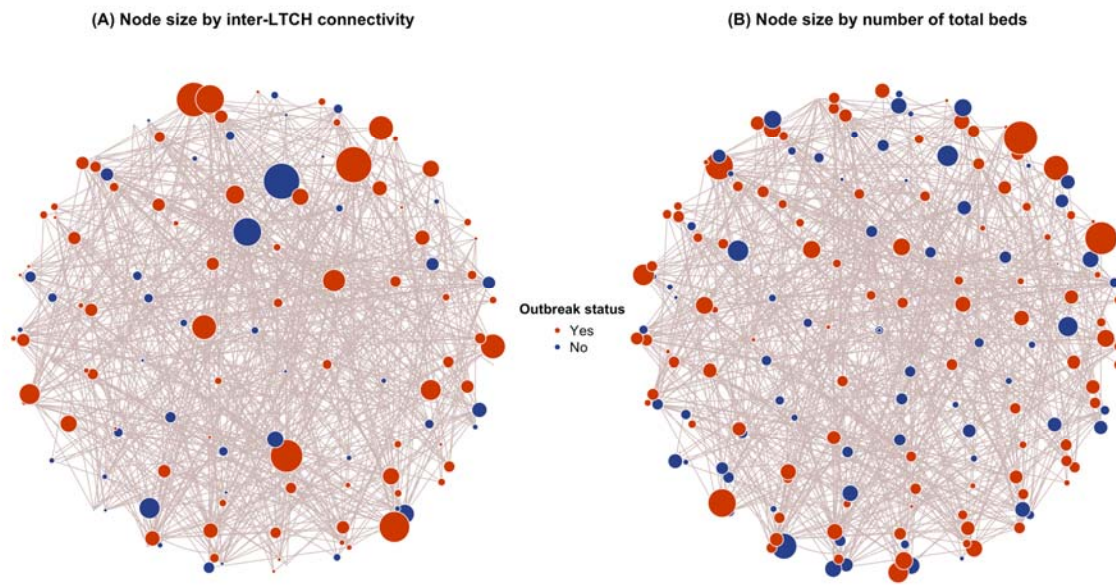 (A) Node size by inter-LTCH connectivity
(B) Node size by number of total beds
Outbreak status
Yes
No